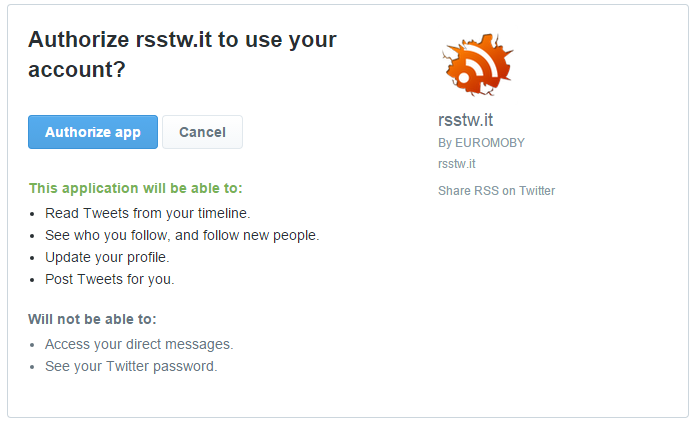 Authorize rsstw.it to use your
account?
Authorize app
Cancel
This application will be able to:
• Read Tweets from your timeline.
• See who you follow, and follow new people.
• Update your profile.
• Post Tweets for you.
Will not be able to:
• Access your direct messages.
• See your Twitter password.
rsstw.it
By EUROMOBY
rsstw.it
Share RSS on Twitter